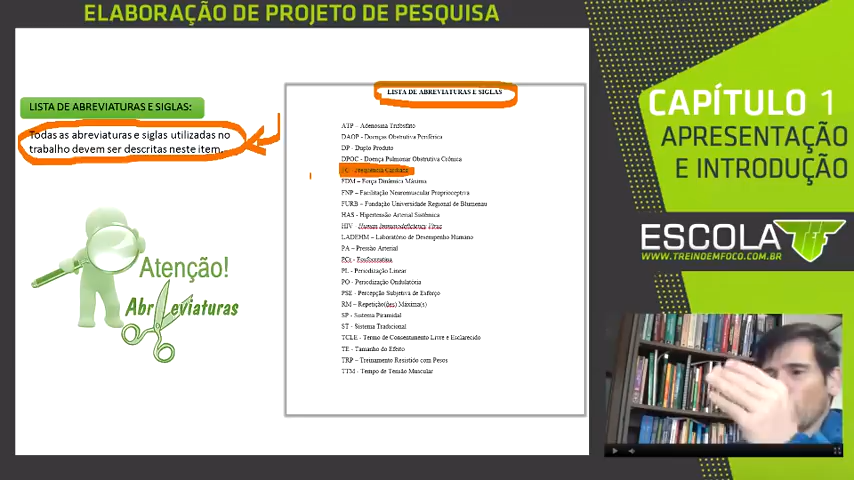 ELABORAÇÃO DE PROJETO DE PESQUISA
LISTA DE ABREVIATURAS E SIGLAS:
Todas as abreviaturas e siglas utilizadas no
trabalho devem ser descritas neste item.
Atenção!
Abreviaturas
LISTA DE ABREVIATURAS E SIGLAS
ATP – Adenosina Trifosfato
DAOP - Doenças Obstrutiva Periférica
DP - Duplo Produto
DPOC – Doença Pulmonar Obstrutiva Crônica
FC - Frequência Cardíaca
FDM – Força Dinâmica Máxima
FNP – Facilitação Neuromuscular Proprioceptiva
FURB – Fundação Universidade Regional de Blumenau
HAS - Hipertensão Arterial Sistêmica
HIV - Human Immunodeficiency Virus
LADEHM – Laboratório de Desempenho Humano
PA – Pressão Arterial
PCr - Fosfocreatina
PL - Periodização Linear
PO - Periodização Ondulatória
PSE - Percepção Subjetiva de Esforço
RM – Repetição(ões) Máxima(s)
SP - Sistema Piramidal
ST - Sistema Tradicional
TCLE - Termo de Consentimento Livre e Esclarecido
TE - Tamanho do Efeito
TRP – Treinamento Resistido com Pesos
TTM - Tempo de Tensão Muscular
CAPÍTULO 1
APRESENTAÇÃO
E INTRODUÇÃO
ESCOLA TF
WWW.TREINOEMFOCO.COM.BR